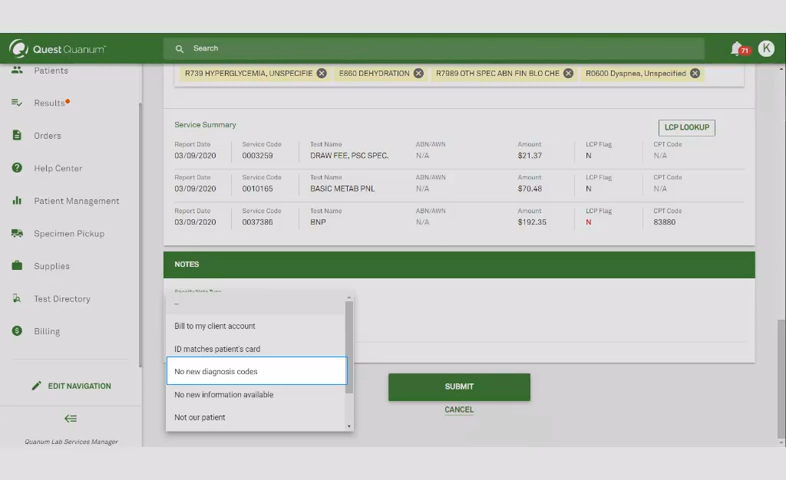 Quest Quanum™
Search
71
K
Patients
Results
Orders
Help Center
Patient Management
Specimen Pickup
Supplies
Test Directory
Billing
EDIT NAVIGATION
Quanum Lab Services Manager
R739 HYPERGLYCEMIA, UNSPECIFIE
E860 DEHYDRATION
R7989 OTH SPEC ABN FIN BLO CHE
R0600 Dyspnea, Unspecified
Service Summary
LCP LOOKUP
Report Date Service Code Test Name ABN/AWN Amount LCP Flag CPT Code
03/09/2020 0003259 DRAW FEE, PSC SPEC. N/A $21.37 N N/A
Report Date Service Code Test Name ABN/AWN Amount LCP Flag CPT Code
03/09/2020 0010165 BASIC METAB PNL N/A $70.48 N N/A
Report Date Service Code Test Name ABN/AWN Amount LCP Flag CPT Code
03/09/2020 0037386 BNP N/A $192.35 N 83880
NOTES
--
Bill to my client account
ID matches patient's card
No new diagnosis codes
No new information available
Not our patient
SUBMIT
CANCEL